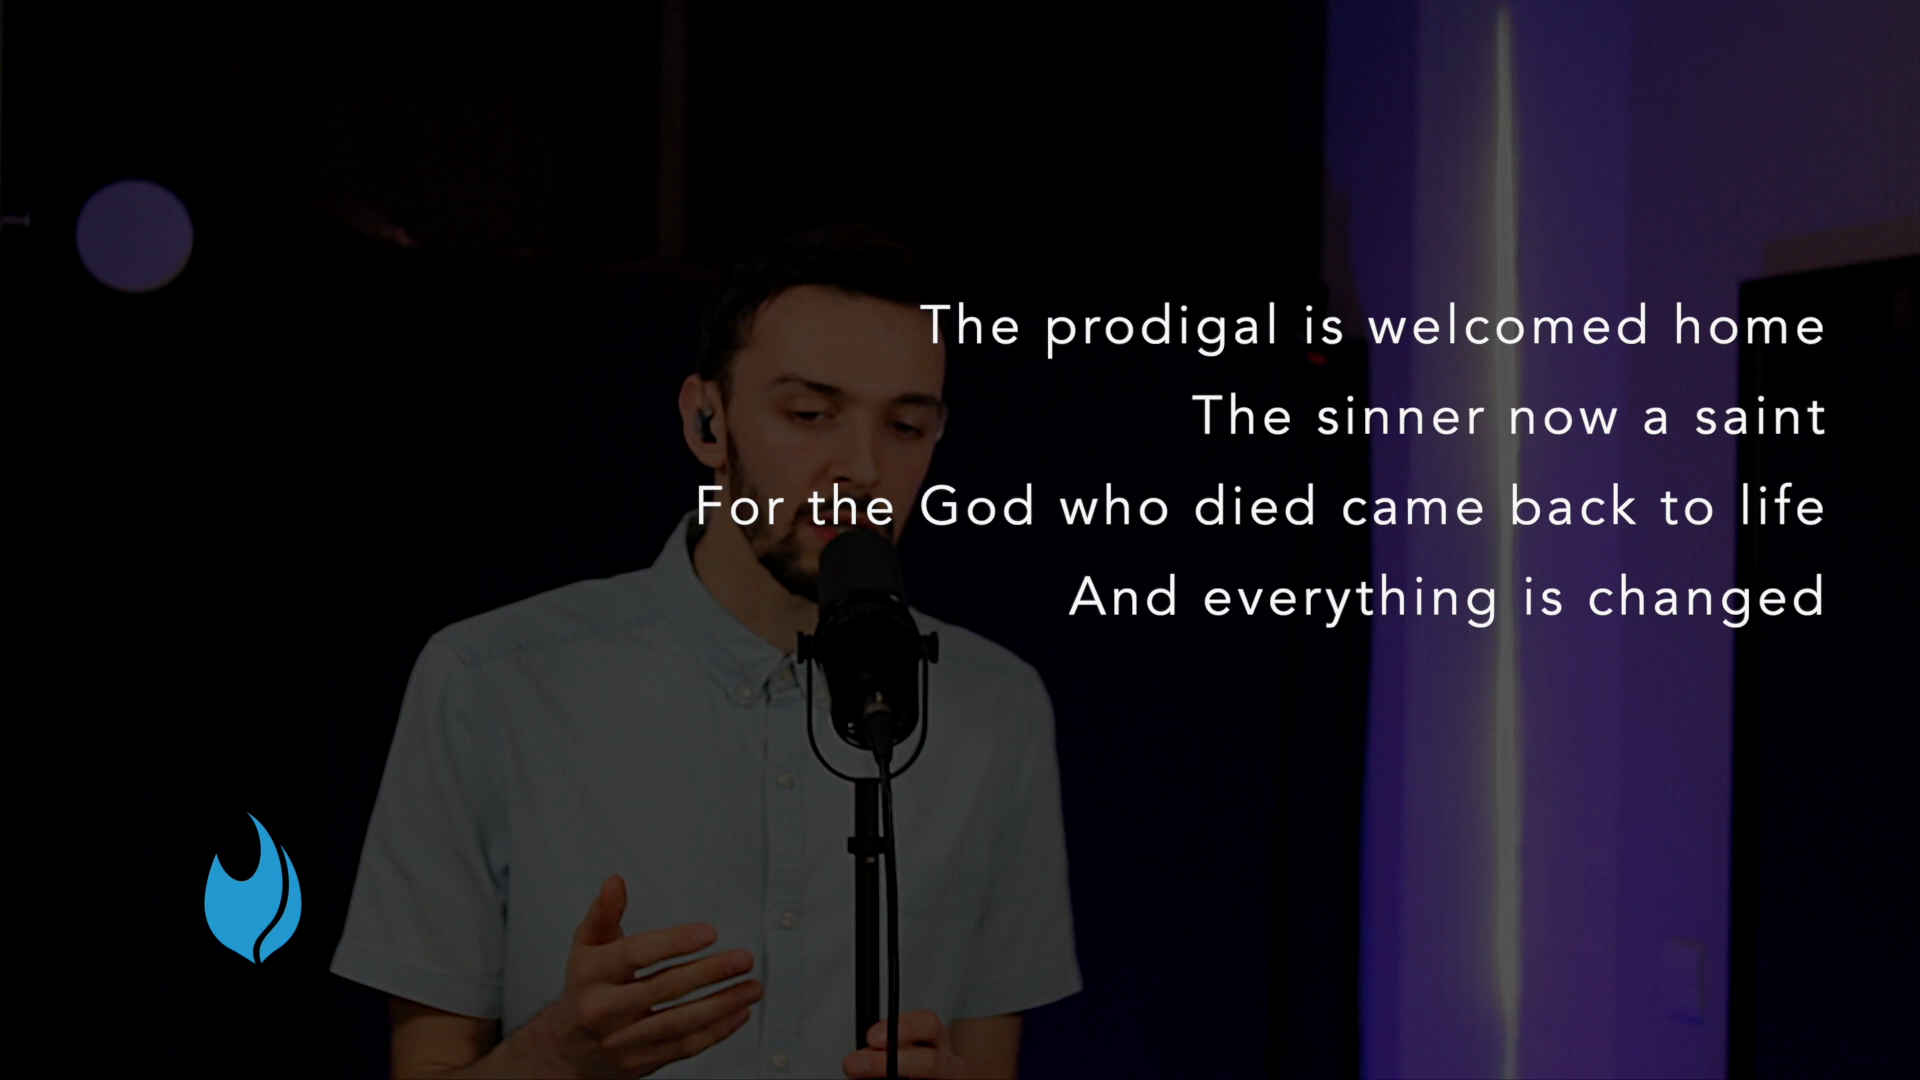 The prodigal is welcomed home
The sinner now a saint
For the God who died came back to life
And everything is changed